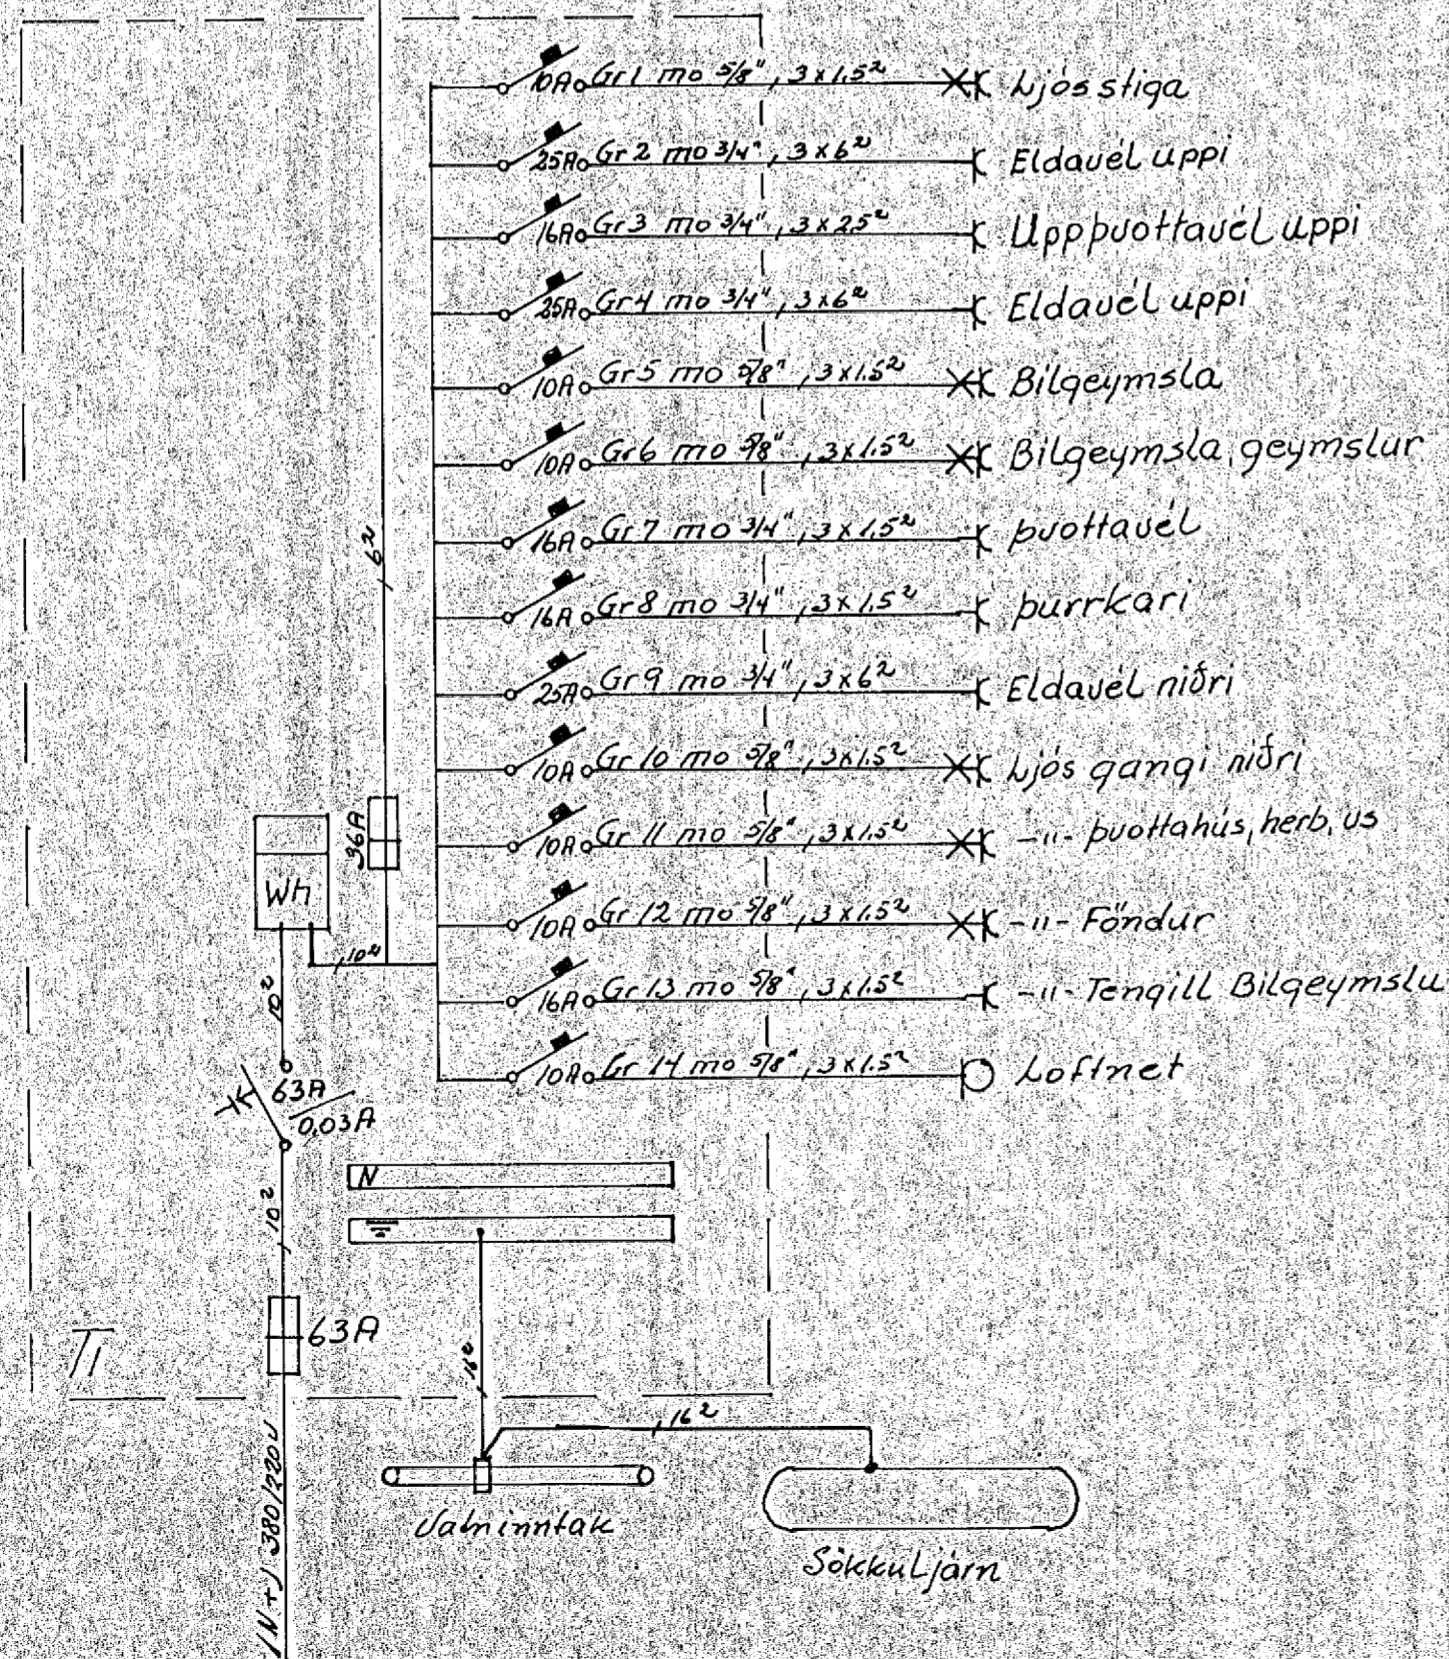 10A Gr 1 mo 5/8", 3x1,5² Ljós stiga
25A Gr 2 mo 3/4", 3x6² Eldavél uppi
16A Gr 3 mo 3/4", 3x2,5² Uppþvottavél uppi
25A Gr 4 mo 3/4", 3x6² Eldavél uppi
10A Gr 5 mo 5/8", 3x1,5² Bílgeymsla
10A Gr 6 mo 5/8", 3x1,5² Bílgeymsla, geymslur
6²
16A Gr 7 mo 3/4", 3x1,5² þvottavél
16A Gr 8 mo 3/4", 3x1,5² þurrkari
25A Gr 9 mo 3/4", 3x6² Eldavél niðri
10A Gr 10 mo 5/8", 3x1,5² Ljós gangi niðri
36A
10A Gr 11 mo 5/8", 3x1,5² -"- þvottahús, herb, us
Wh
10A Gr 12 mo 5/8", 3x1,5² -"- Föndur
10²
10²
16A Gr 13 mo 5/8", 3x1,5² -"- Tengill Bílgeymslu
10A Gr 14 mo 5/8", 3x1,5² Loftnet
63A
0,03A
N
10²
63A
T1
16²
16²
/N+) 380/220V
Vatninntak
Sökkuljárn